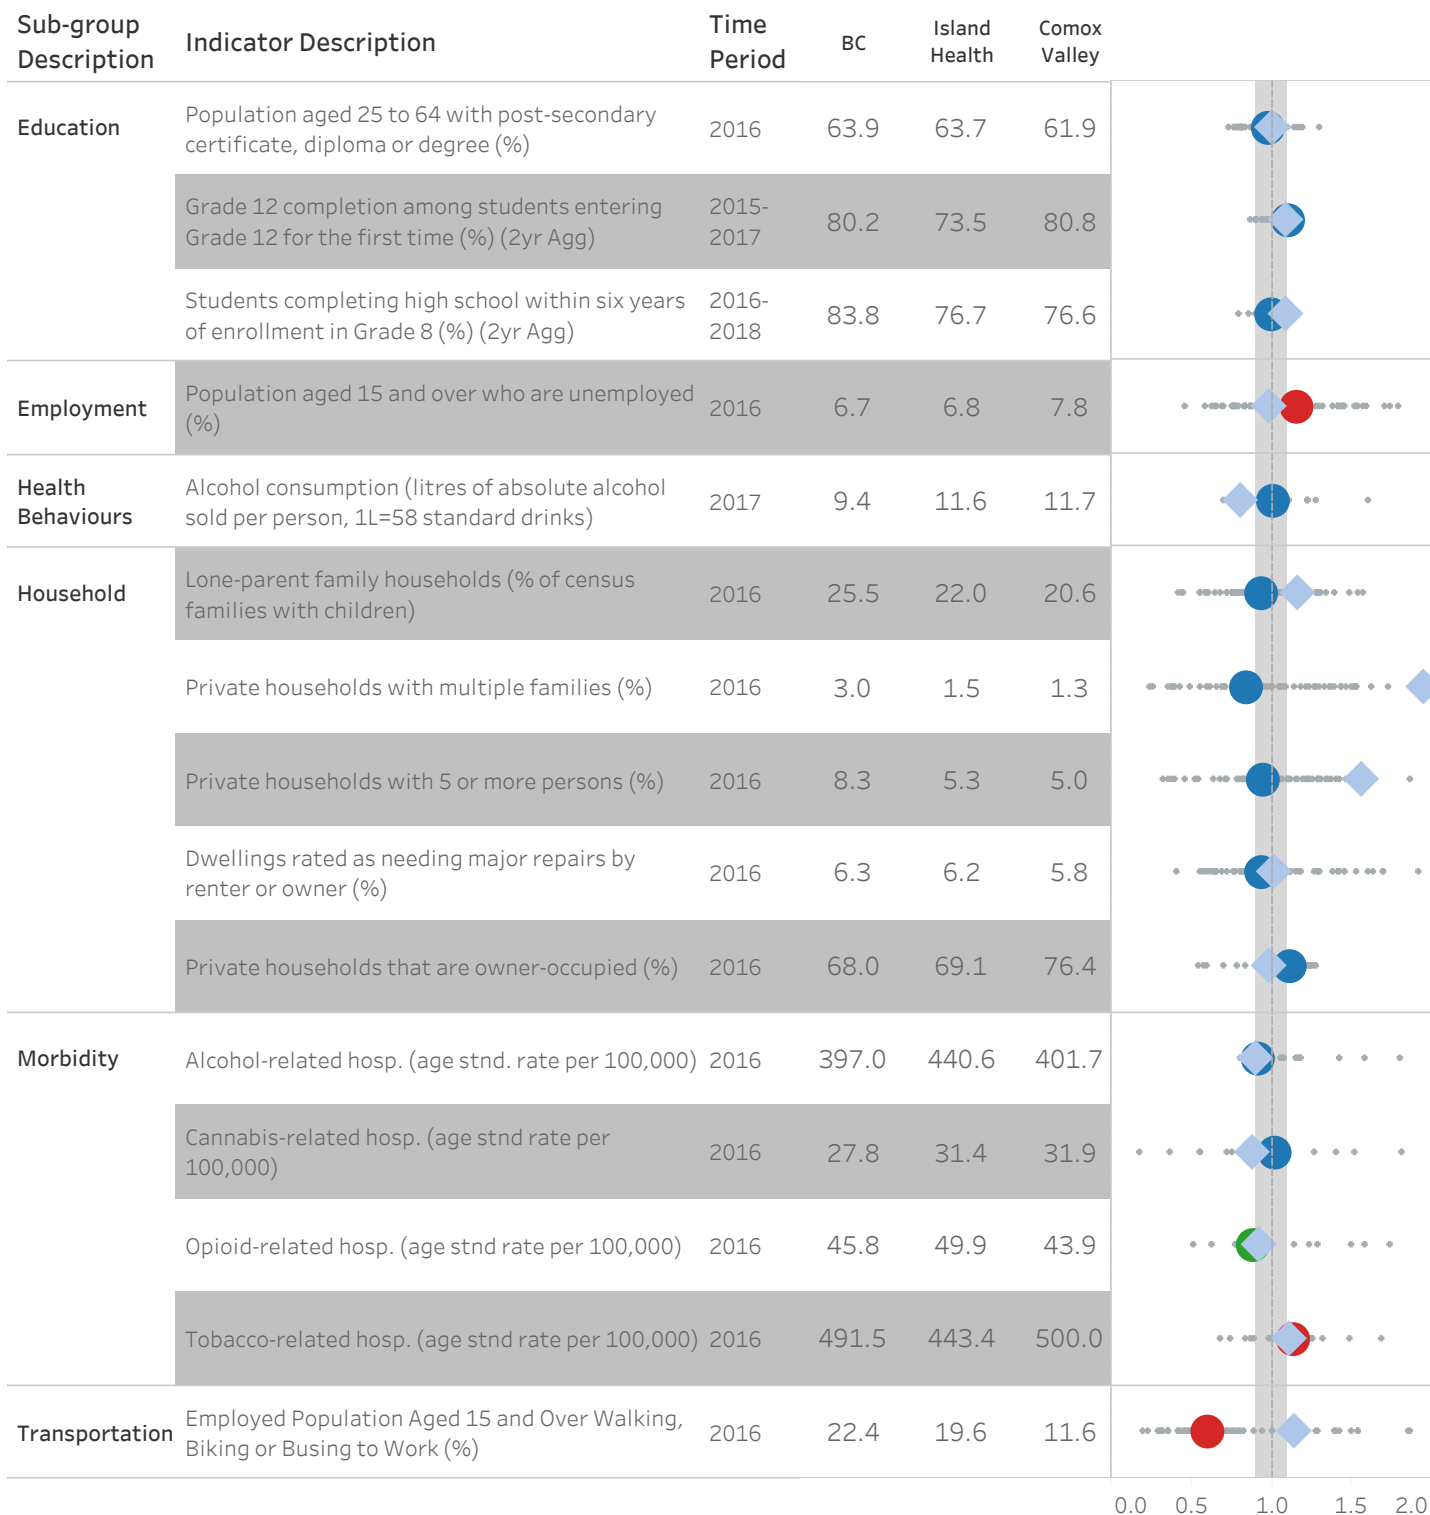 Sub-group Description
Indicator Description
Time Period
BC
Island Health
Comox Valley
Education
Population aged 25 to 64 with post-secondary
certificate, diploma or degree (%)
2016
63.9
63.7
61.9
Grade 12 completion among students entering
Grade 12 for the first time (%) (2yr Agg)
2015-
2017
80.2
73.5
80.8
Students completing high school within six years
of enrollment in Grade 8 (%) (2yr Agg)
2016-
2018
83.8
76.7
76.6
Employment
Population aged 15 and over who are unemployed
(%)
2016
6.7
6.8
7.8
Health
Behaviours
Alcohol consumption (litres of absolute alcohol
sold per person, 1L=58 standard drinks)
2017
9.4
11.6
11.7
Household
Lone-parent family households (% of census
families with children)
2016
25.5
22.0
20.6
Private households with multiple families (%)
2016
3.0
1.5
1.3
Private households with 5 or more persons (%)
2016
8.3
5.3
5.0
Dwellings rated as needing major repairs by
renter or owner (%)
2016
6.3
6.2
5.8
Private households that are owner-occupied (%)
2016
68.0
69.1
76.4
Morbidity
Alcohol-related hosp. (age stnd. rate per 100,000)
2016
397.0
440.6
401.7
Cannabis-related hosp. (age stnd rate per
100,000)
2016
27.8
31.4
31.9
Opioid-related hosp. (age stnd rate per 100,000)
2016
45.8
49.9
43.9
Tobacco-related hosp. (age stnd rate per 100,000)
2016
491.5
443.4
500.0
Transportation
Employed Population Aged 15 and Over Walking,
Biking or Busing to Work (%)
2016
22.4
19.6
11.6
0.0 0.5 1.0 1.5 2.0